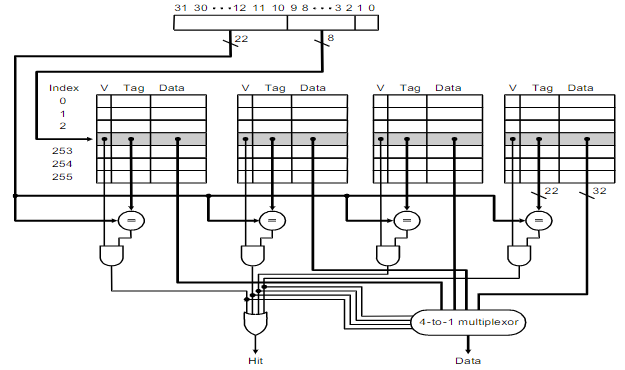 31 30 •••12 11 10 9 8 •••3 2 1 0
22 8
Index V Tag Data V Tag Data V Tag Data V Tag Data
0
1
2
253
254
255
22 32
= = = =
4-to-1 multiplexor
Hit Data